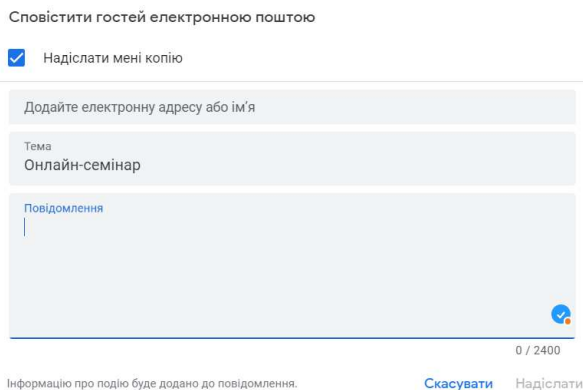 Сповістити гостей електронною поштою
Надіслати мені копію
Додайте електронну адресу або ім’я
Тема
Онлайн-семінар
Повідомлення
0 / 2400
Інформацію про подію буде додано до повідомлення.
Скасувати Надіслати